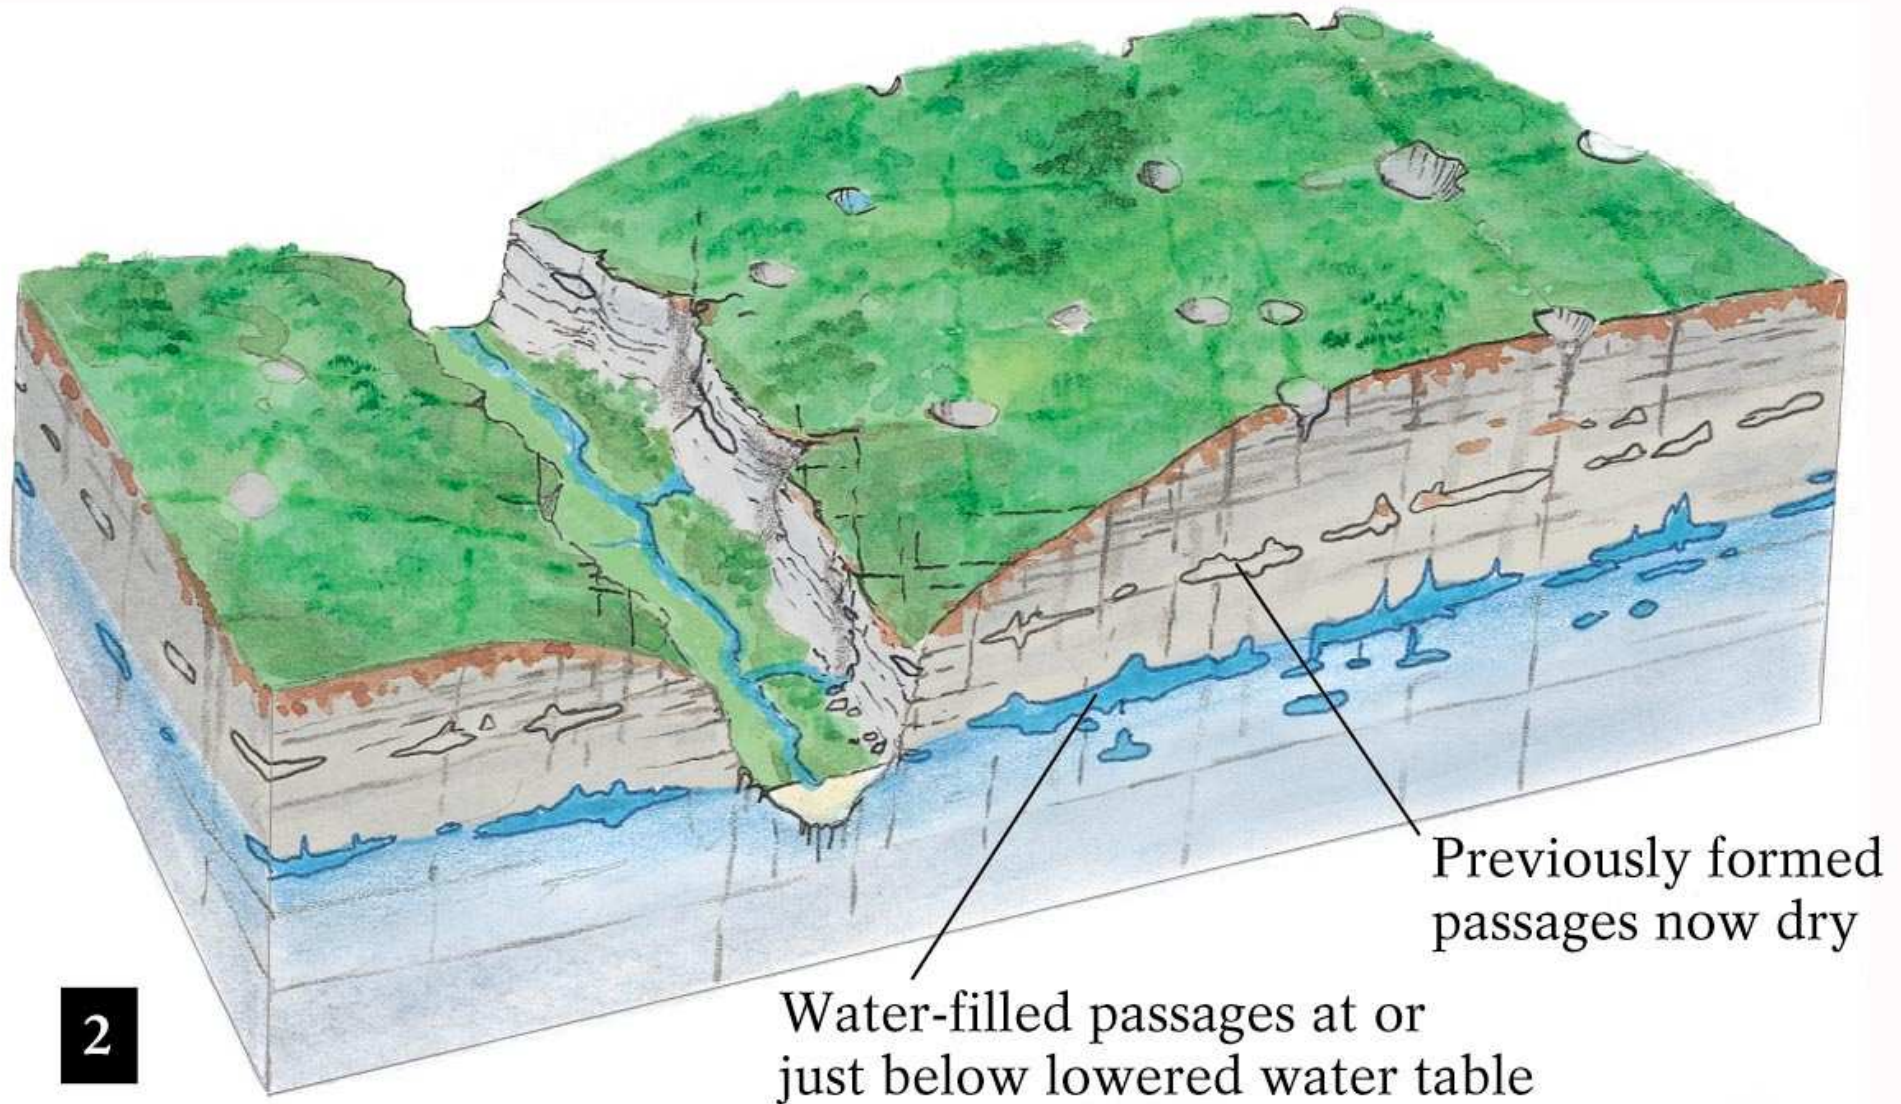 Previously formed
passages now dry
Water-filled passages at or
just below lowered water table
2